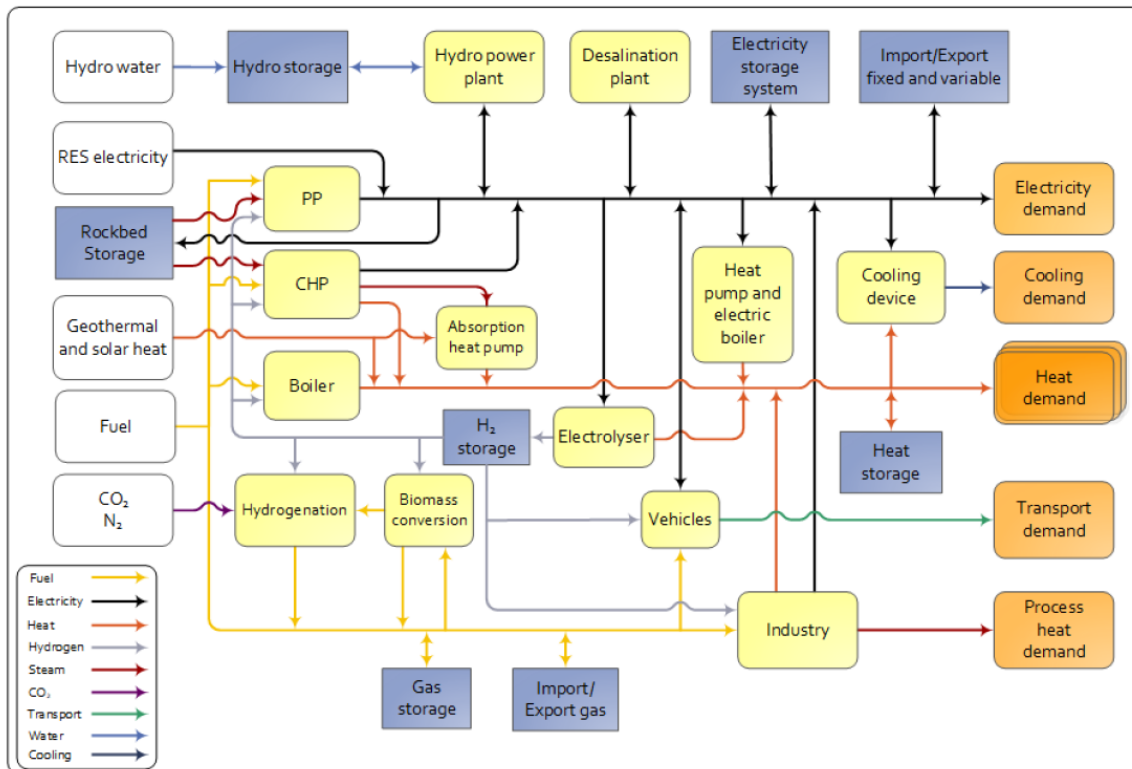 Hydro water
Hydro storage
Hydro power
plant
Desalination
plant
Electricity
storage
system
Import/Export
fixed and variable
RES electricity
PP
Electricity
demand
Rockbed
Storage
CHP
Heat
pump and
electric
boiler
Cooling
device
Cooling
demand
Geothermal
and solar heat
Absorption
heat pump
Boiler
Heat
demand
Fuel
H₂
storage
Electrolyser
Heat
storage
CO₂
N₂
Hydrogenation
Biomass
conversion
Vehicles
Transport
demand
Fuel
Electricity
Heat
Hydrogen
Steam
CO₂
Transport
Water
Cooling
Industry
Process
heat
demand
Gas
storage
Import/
Export gas